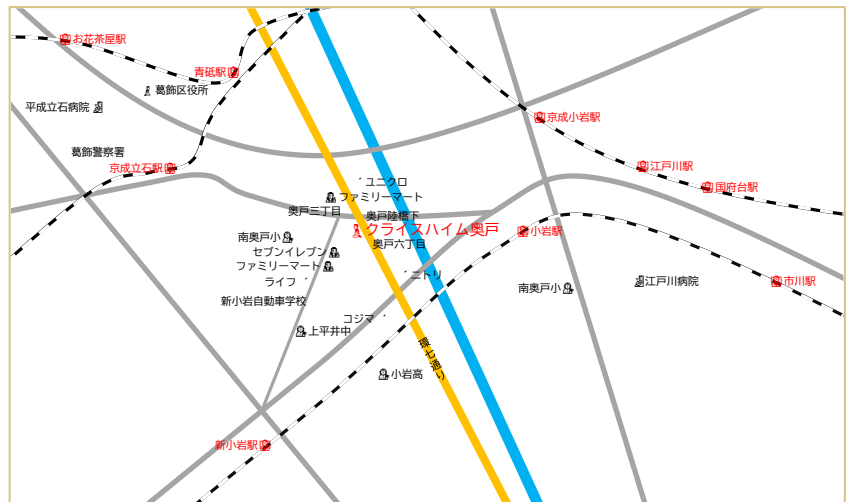 お花茶屋駅
青砥駅
葛飾区役所
平成立石病院
京成小岩駅
葛飾警察署
京成立石駅
江戸川駅
ユニクロ
国府台駅
ファミリーマート
奥戸三丁目
奥戸陸橋下
クライスハイム奥戸
小岩駅
南奥戸小
奥戸六丁目
セブンイレブン
ファミリーマート
ニトリ
ライフ
江戸川病院
市川駅
南奥戸小
新小岩自動車学校
コジマ
上平井中
環七通り
小岩高
新小岩駅